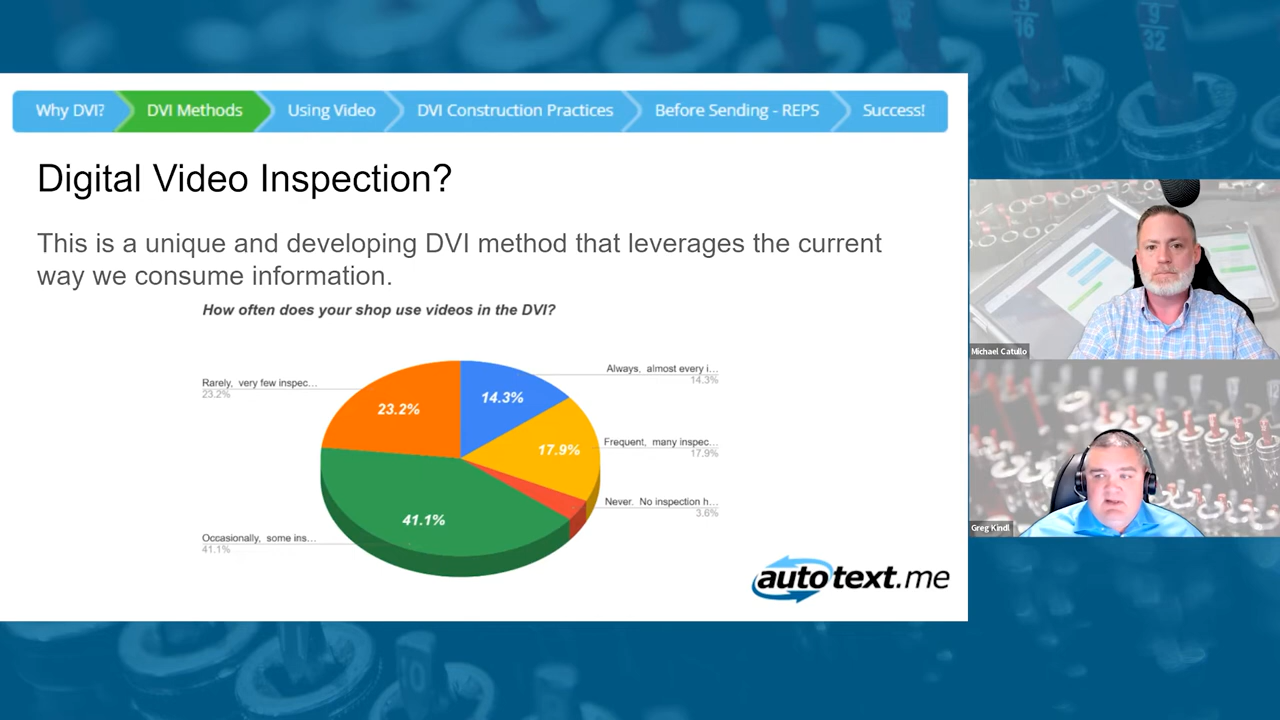 Why DVI?
DVI Methods
Using Video
DVI Construction Practices
Before Sending - REPS
Success!
Digital Video Inspection?
This is a unique and developing DVI method that leverages the current
way we consume information.
How often does your shop use videos in the DVI?
Always, almost every i...
14.3%
Rarely, very few inspec...
23.2%
14.3%
23.2%
Frequent, many inspec...
17.9%
17.9%
Never. No inspection h...
3.6%
41.1%
Occasionally, some ins...
41.1%
autotext.me
Michael Catullo
Greg Kindl
5
16
9
32